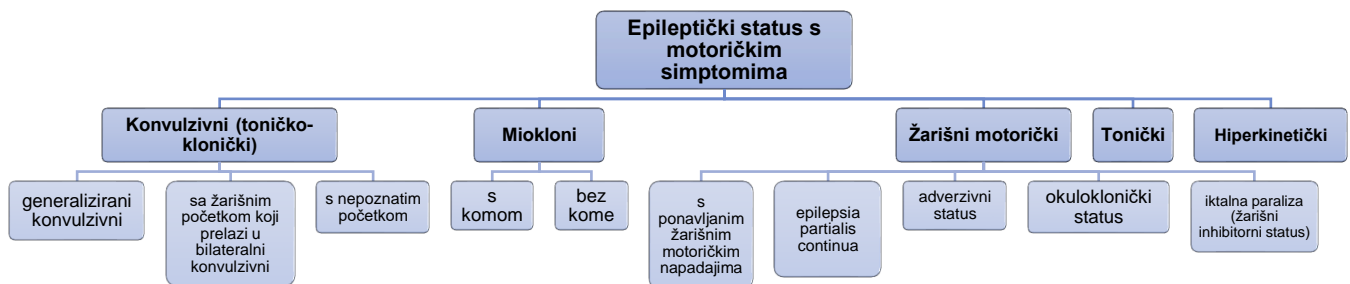 Epileptički status s
motoričkim
simptomima
Konvulzivni (toničko-
klonički)
Miokloni
Žarišni motorički
Tonički
Hiperkinetički
generalizirani
konvulzivni
sa žarišnim
početkom koji
prelazi u
bilateralni
konvulzivni
s nepoznatim
početkom
s
komom
bez
kome
s
ponavljanim
žarišnim
motoričkim
napadajima
epilepsia
partialis
continua
adverzivni
status
okuloklonički
status
iktalna paraliza
(žarišni
inhibitorni status)